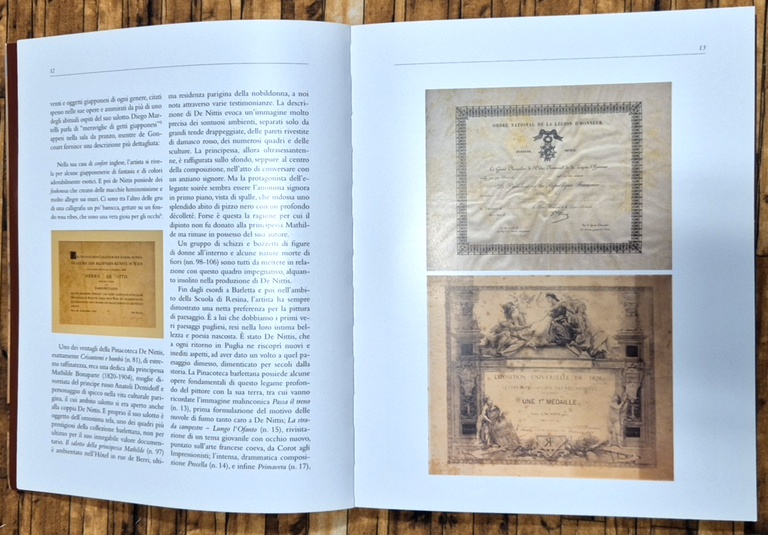 12
venti e oggetti giapponesi di ogni genere, citati
spesso nelle sue opere e ammirati da più di uno
degli abituali ospiti del suo salotto. Diego Mar-
telli parla di "meraviglie di getti giapponesi"
appesi nella sala da pranzo, mentre de Gon-
court fornisce una descrizione più dettagliata:
Nella sua casa di confort inglese, l'artista si rive-
la per alcune giapponeserie di fantasia e di colori
adorabilmente esotici. E poi de Nittis possiede dei
foukousas che creano delle macchie luminosissime e
molto allegre sui muri. Ci sono tra l'altro delle gru
di una calligrafia un po' barocca, gettate su un fon-
do rosa ribes, che sono una vera gioia per gli occhi
Uno dei ventagli della Pinacoteca De Nittis,
esattamente Crisantemi e bambù (n. 81), di estre-
ma raffinatezza, reca una dedica alla principessa
Mathilde Bonaparte (1820-1904), moglie di-
vorziata del principe russo Anatoli Demidoff e
personaggio di spicco nella vita culturale pari-
gina, il cui ambito salotto si era aperto anche
alla coppia De Nittis. E proprio il suo salotto è
oggetto dell'omonima tela, uno dei quadri più
prestigiosi della collezione barlettana, non per
ultimo per il suo innegabile valore documen-
tario. Il salotto della principessa Mathilde (n. 97)
è ambientato nell'Hôtel in rue de Berri, ulti-
ma residenza parigina della nobildonna, a noi
nota attraverso varie testimonianze. La descri-
zione di De Nittis evoca un'immagine molto
precisa dei sontuosi ambienti, separati solo da
grandi tende drappeggiate, delle pareti rivestite
di damasco rosso, dei numerosi quadri e delle
sculture. La principessa, allora ultrasessanten-
ne, è raffigurata sullo sfondo, seppure al centro
della composizione, nell'atto di conversare con
un anziano signore. Ma la protagonista dell'e-
legante soirée sembra essere l'anonima signora
in primo piano, vista di spalle, che indossa uno
splendido abito di pizzo nero con un profondo
décolleté. Forse è questa la ragione per cui il
dipinto non fu donato alla principessa Mathil-
de ma rimase in possesso del suo autore.
Un gruppo di schizzi e bozzetti di figure
di donne all'interno e alcune nature morte di
fiori (nn. 98-106) sono tutti da mettere in rela-
zione con questo quadro impegnativo, alquan-
to insolito nella produzione di De Nittis.
Fin dagli esordi a Barletta e poi nell'ambi-
to della Scuola di Resina, l'artista ha sempre
dimostrato una netta preferenza per la pittura
di paesaggio. È a lui che dobbiamo i primi ve-
ri paesaggi pugliesi, resi nella loro intima bel-
lezza e poesia nascosta. È stato De Nittis, che
a ogni ritorno in Puglia ne riscoprì nuovi e
inediti aspetti, ad aver dato un volto a quel pa-
esaggio dimesso, dimenticato per secoli dalla
storia. La Pinacoteca barlettana possiede alcune
opere fondamentali di questo legame profon-
do del pittore con la sua terra, tra cui vanno
ricordate l'immagine malinconica Passa il treno
(n. 13), prima formulazione del motivo delle
nuvole di fumo tanto caro a De Nittis; La stra-
da campestre – Lungo l'Ofanto (n. 15), rivisita-
zione di un tema giovanile con occhio nuovo,
puntato sull'arte francese coeva, da Corot agli
Impressionisti; l'intensa, drammatica composi-
zione Procella (n. 14), e infine Primavera (n. 17),
13
ORDRE NATIONAL DE LA LÉGION D'HONNEUR
HONNEUR PATRIE
EXPOSITION UNIVERSELLE DE 1878
UNE 1re MEDAILLE